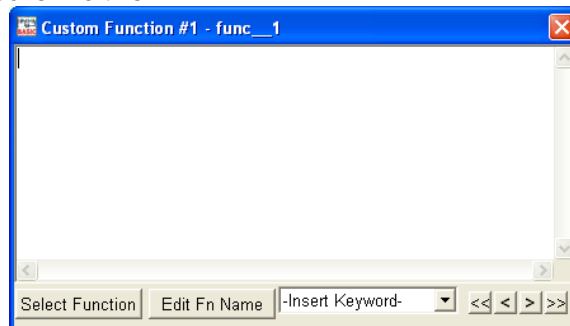 Custom Function #1 - func__1
Select Function Edit Fn Name -Insert Keyword- << < > >>